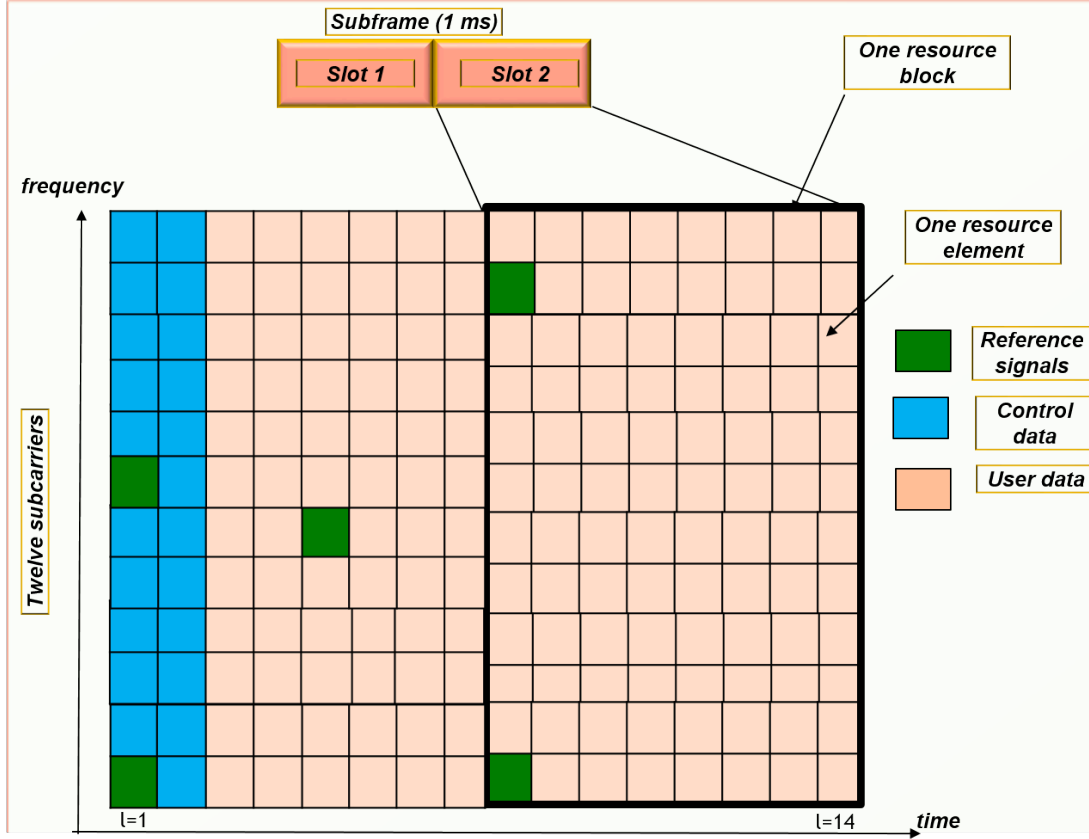 Subframe (1 ms)
Slot 1
Slot 2
One resource
block
frequency
One resource
element
Reference
signals
Control
data
User data
Twelve subcarriers
l=1
l=14
time